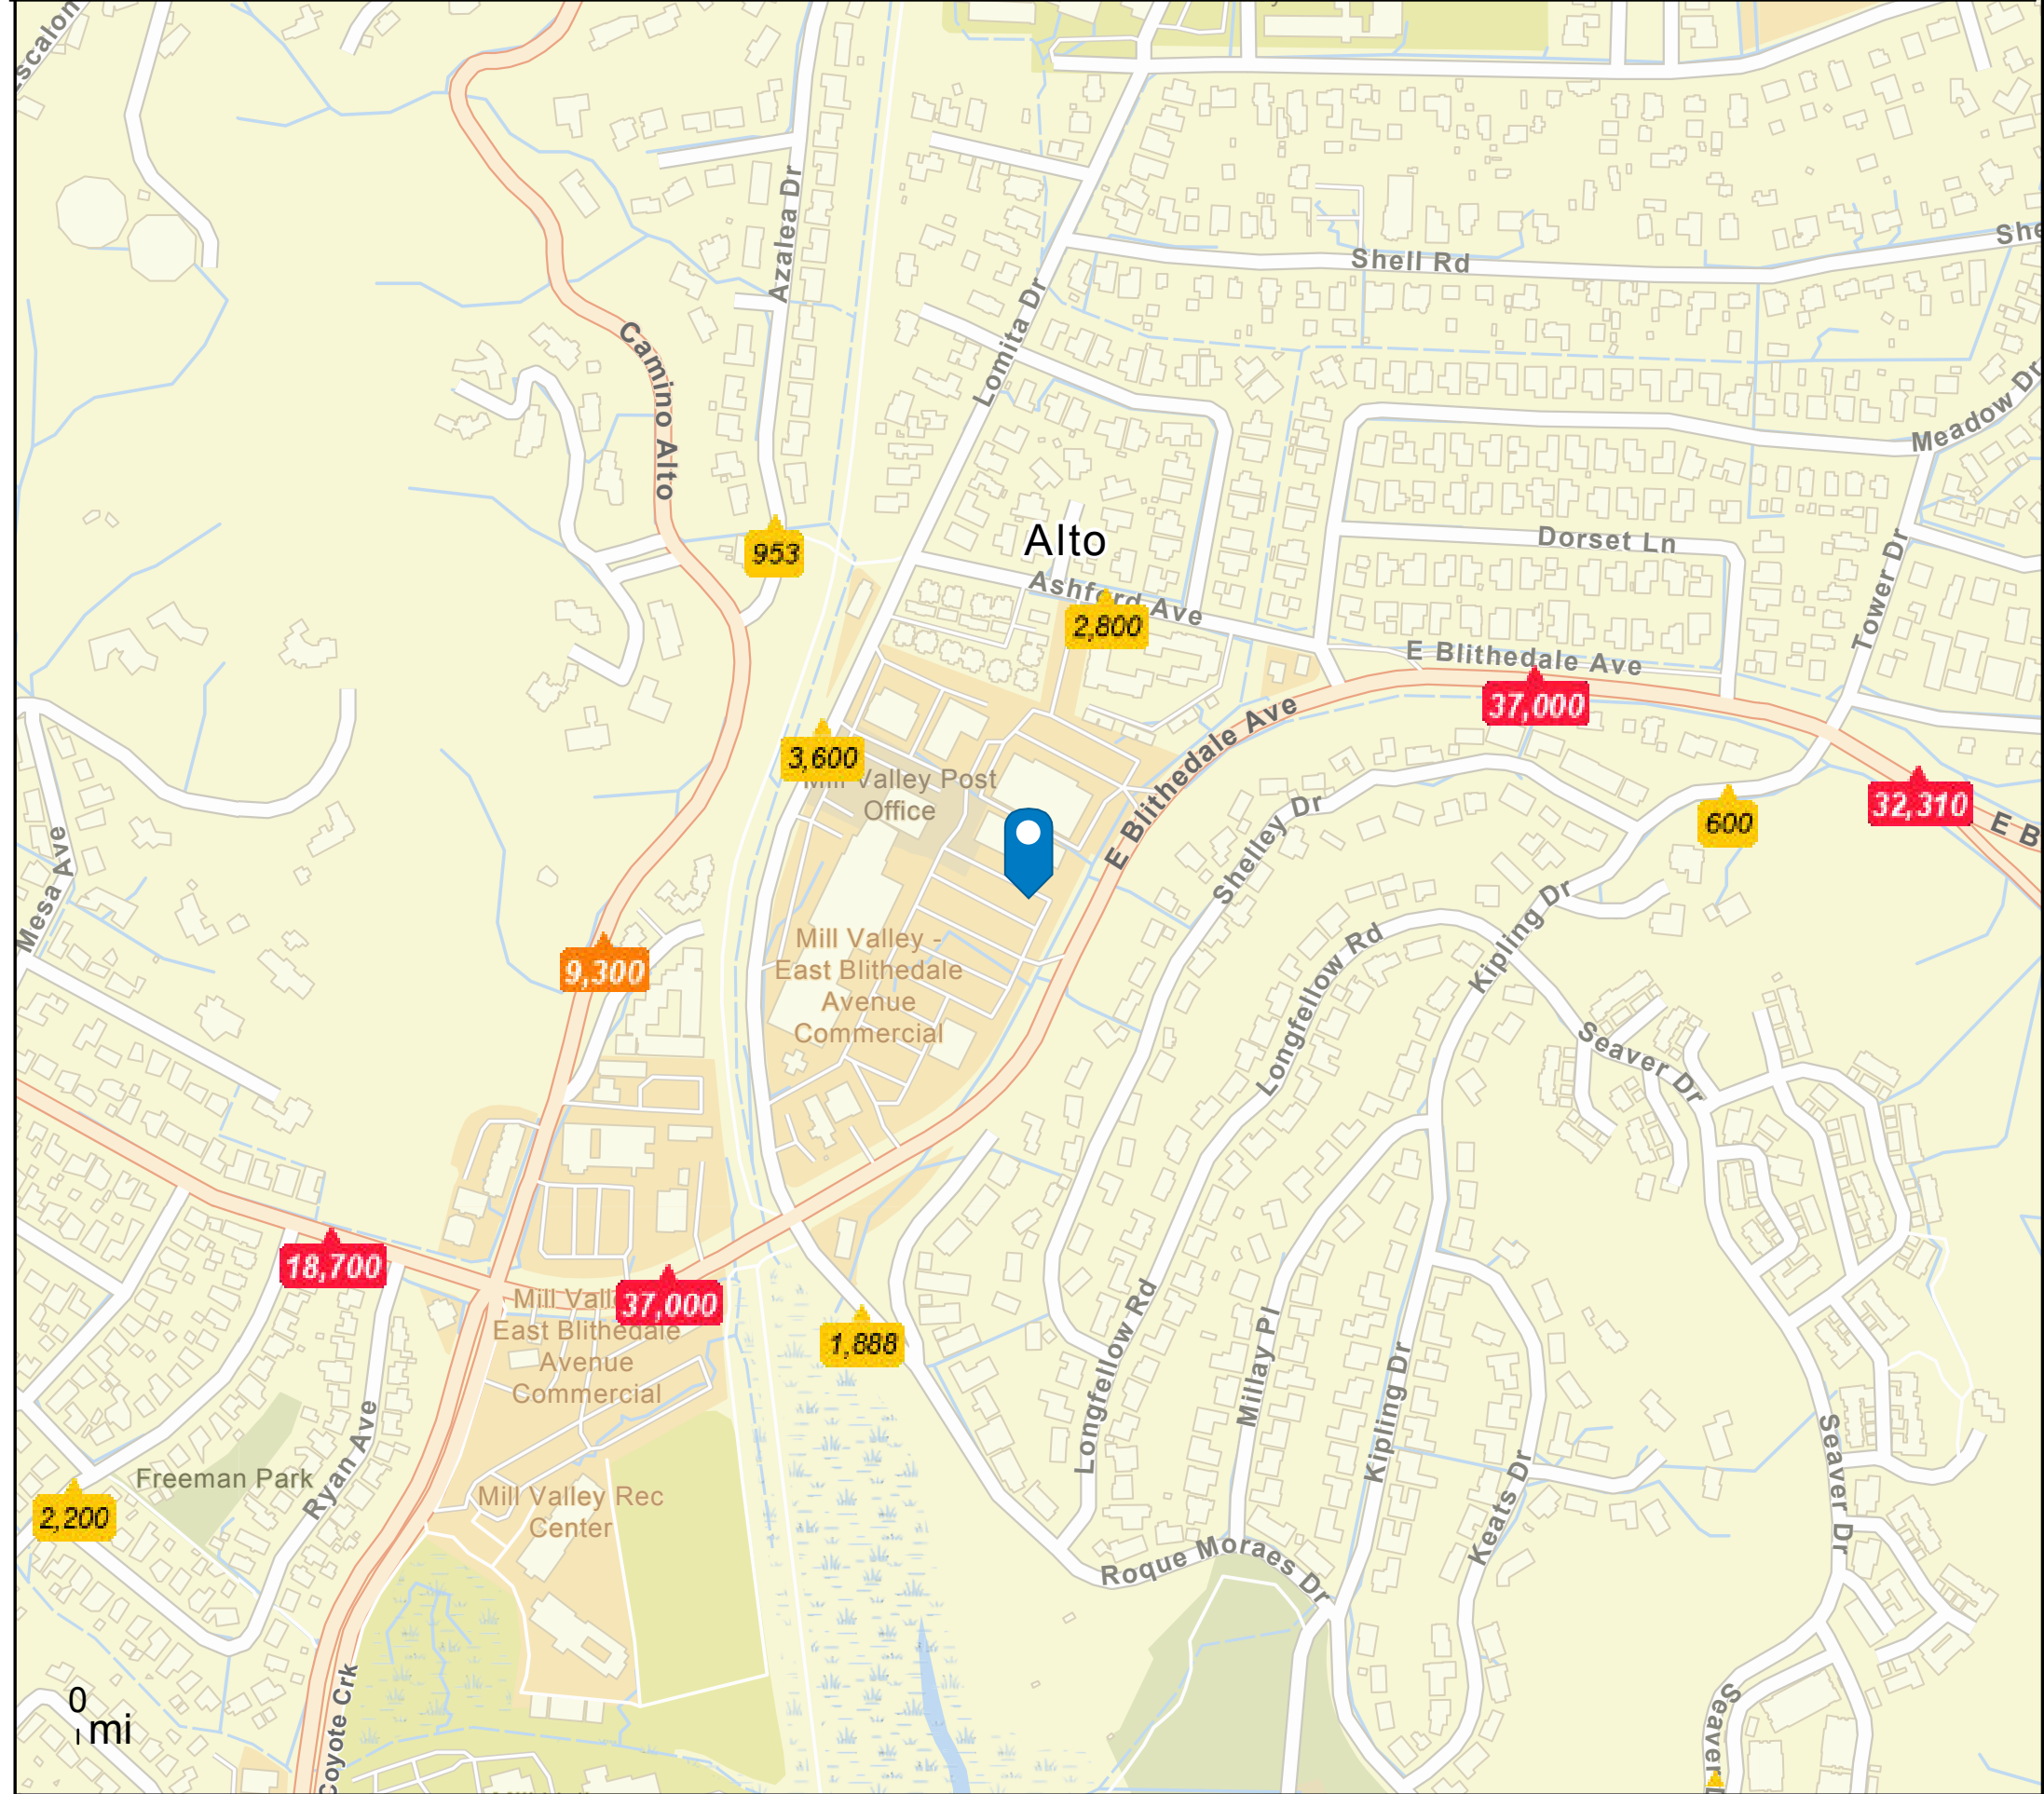 Escalon
Azalea Dr
Shell Rd
She
Lomita Dr
Camino Alto
Meadow Dr
Alto
953
Dorset Ln
Ashford Ave
2,800
Tower Dr
E Blithedale Ave
37,000
E Blithedale Ave
3,600
Mill Valley Post
Office
Shelley Dr
600
32,310
E B
Mesa Ave
Kipling Dr
9,300
Mill Valley -
East Blithedale
Avenue
Commercial
Longfellow Rd
Seaver Dr
18,700
37,000
Mill Vall
East Blithedale
Avenue
Commercial
1,888
Longfellow Rd
Millay Pl
Kipling Dr
Seaver Dr
Ryan Ave
Freeman Park
2,200
Mill Valley Rec
Center
Keats Dr
Roque Moraes Dr
0
mi
Coyote Crk
Seaver